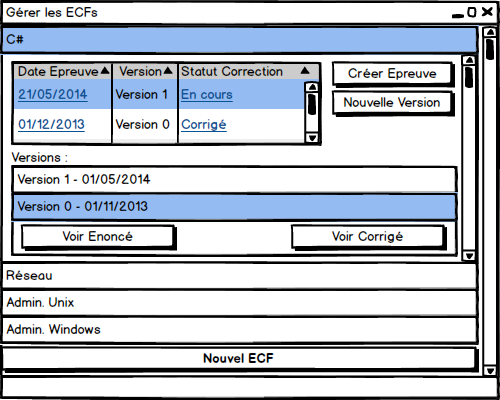 Gérer les ECFs
C#
Date Epreuve Version Statut Correction
Créer Epreuve
21/05/2014 Version 1 En cours
Nouvelle Version
01/12/2013 Version 0 Corrigé
Versions :
Version 1 - 01/05/2014
Version 0 - 01/11/2013
Voir Enoncé Voir Corrigé
Réseau
Admin. Unix
Admin. Windows
Nouvel ECF